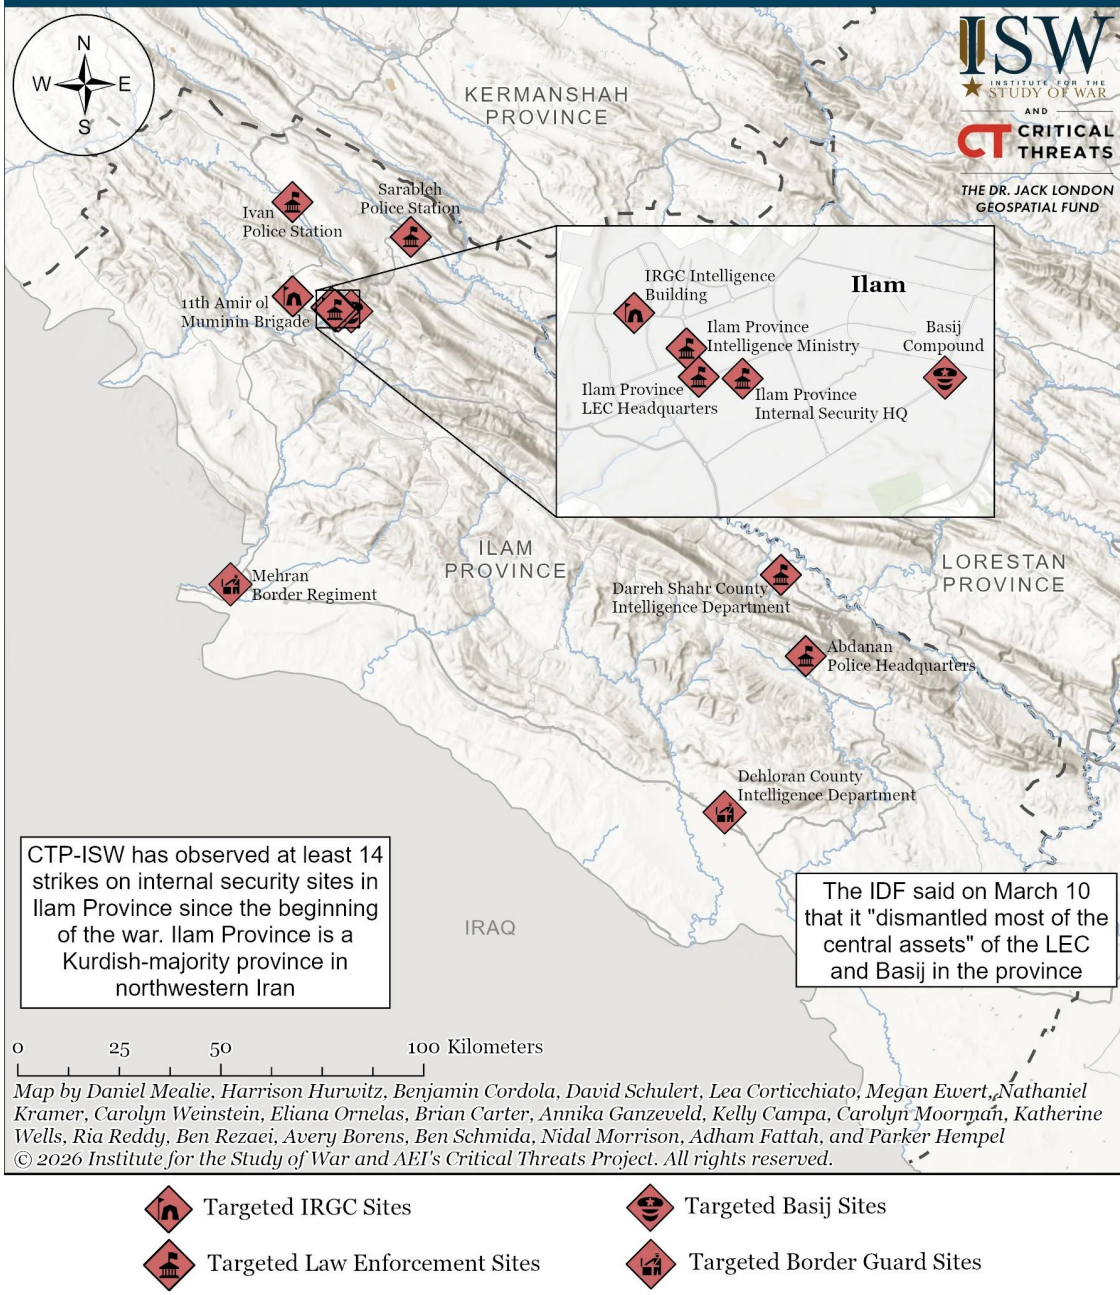 N
W E
S
KERMANSHAH
PROVINCE
ISW
INSTITUTE FOR THE
STUDY OF WAR
AND
CT CRITICAL
THREATS
THE DR. JACK LONDON
GEOSPATIAL FUND
Ivan
Police Station
Sarableh
Police Station
11th Amir ol
Muminin Brigade
Ilam
IRGC Intelligence
Building
Ilam Province
Intelligence Ministry
Basij
Compound
Ilam Province
LEC Headquarters
Ilam Province
Internal Security HQ
ILAM
PROVINCE
LORESTAN
PROVINCE
Mehran
Border Regiment
Darreh Shahr County
Intelligence Department
Abdanan
Police Headquarters
Dehloran County
Intelligence Department
CTP-ISW has observed at least 14
strikes on internal security sites in
Ilam Province since the beginning
of the war. Ilam Province is a
Kurdish-majority province in
northwestern Iran
IRAQ
The IDF said on March 10
that it "dismantled most of the
central assets" of the LEC
and Basij in the province
0 25 50 100 Kilometers
Map by Daniel Mealie, Harrison Hurwitz, Benjamin Cordola, David Schulert, Lea Corticchiato, Megan Ewert, Nathaniel
Kramer, Carolyn Weinstein, Eliana Ornelas, Brian Carter, Annika Ganzeveld, Kelly Campa, Carolyn Moorman, Katherine
Wells, Ria Reddy, Ben Rezaei, Avery Borens, Ben Schmida, Nidal Morrison, Adham Fattah, and Parker Hempel
© 2026 Institute for the Study of War and AEI's Critical Threats Project. All rights reserved.
Targeted IRGC Sites
Targeted Basij Sites
Targeted Law Enforcement Sites
Targeted Border Guard Sites